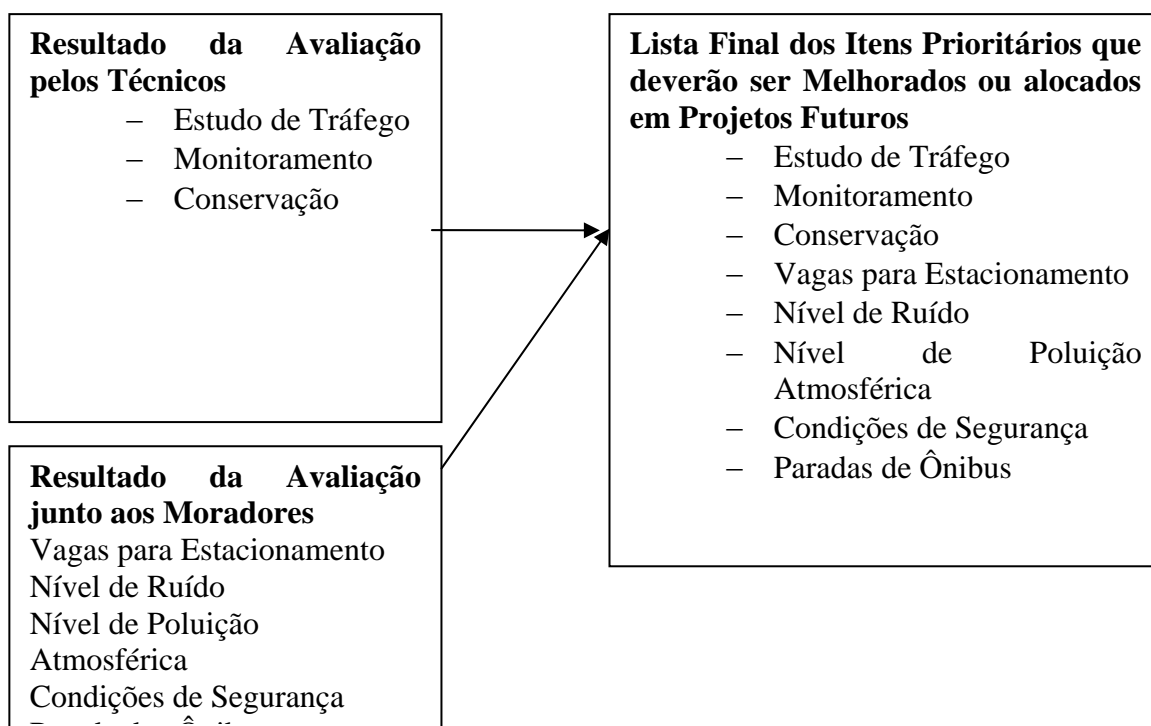 Resultado da Avaliação
pelos Técnicos
– Estudo de Tráfego
– Monitoramento
– Conservação
Resultado da Avaliação
junto aos Moradores
Vagas para Estacionamento
Nível de Ruído
Nível de Poluição
Atmosférica
Condições de Segurança
Lista Final dos Itens Prioritários que
deverão ser Melhorados ou alocados
em Projetos Futuros
– Estudo de Tráfego
– Monitoramento
– Conservação
– Vagas para Estacionamento
– Nível de Ruído
– Nível de Poluição
Atmosférica
– Condições de Segurança
– Paradas de Ônibus